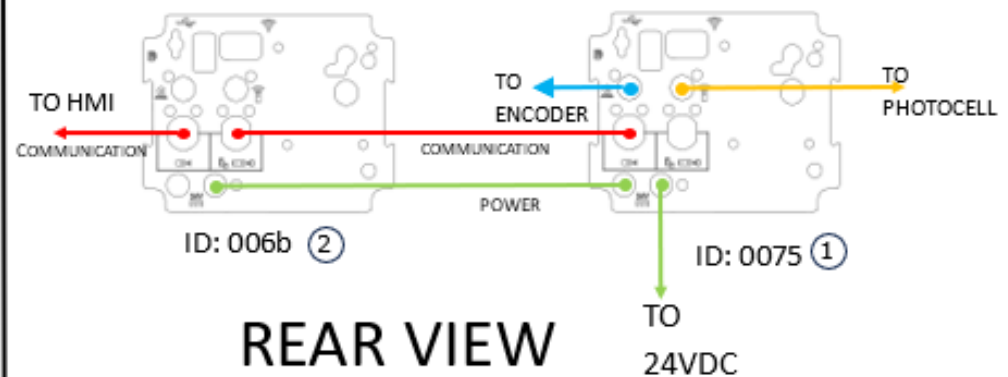 TO HMI
COMMUNICATION
COMMUNICATION
POWER
TO
ENCODER
TO
PHOTOCELL
ID: 006b 2
ID: 0075 1
REAR VIEW
TO
24VDC